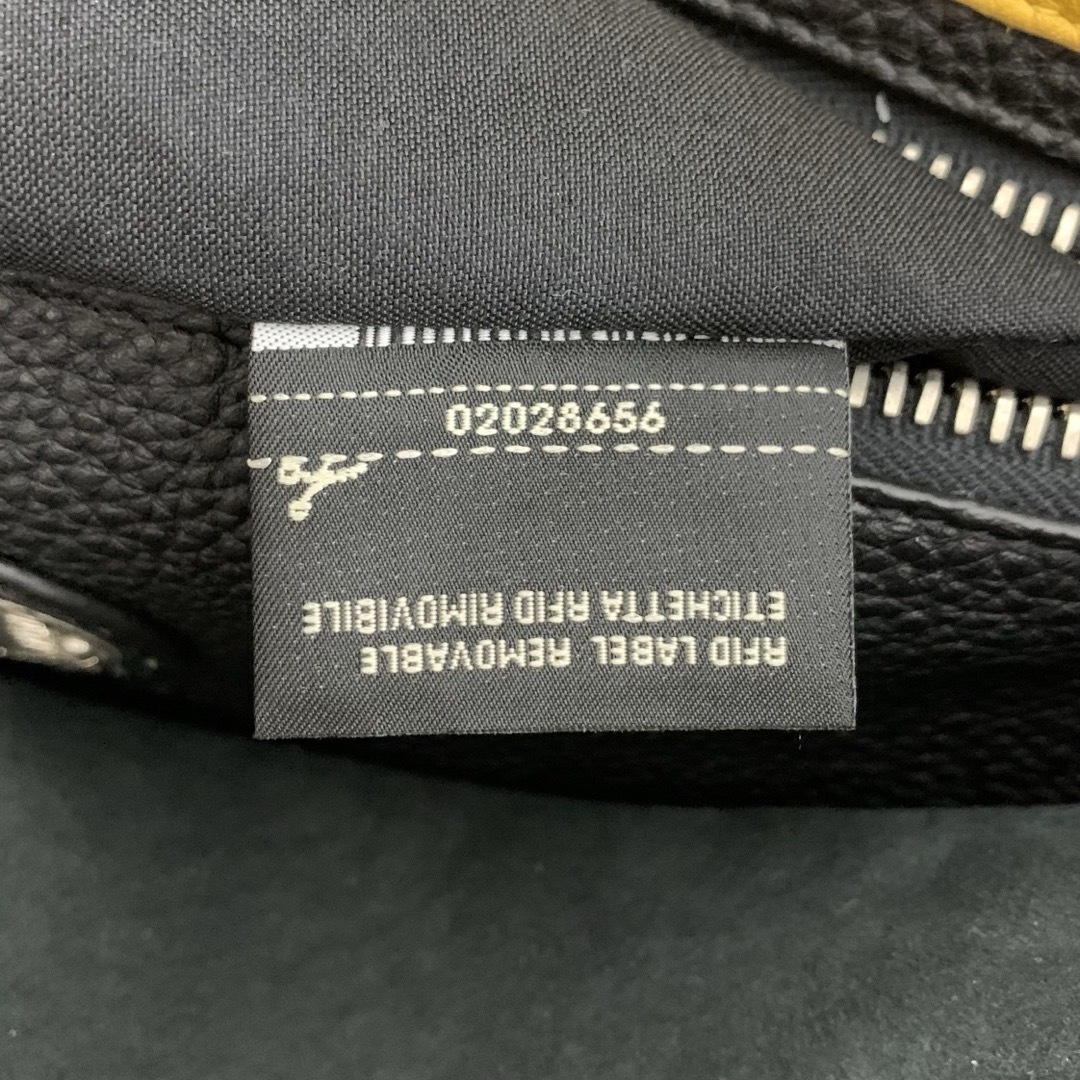 02028656
RFID LABEL REMOVABLE
ETICHETTA RFID RIMOVIBILE